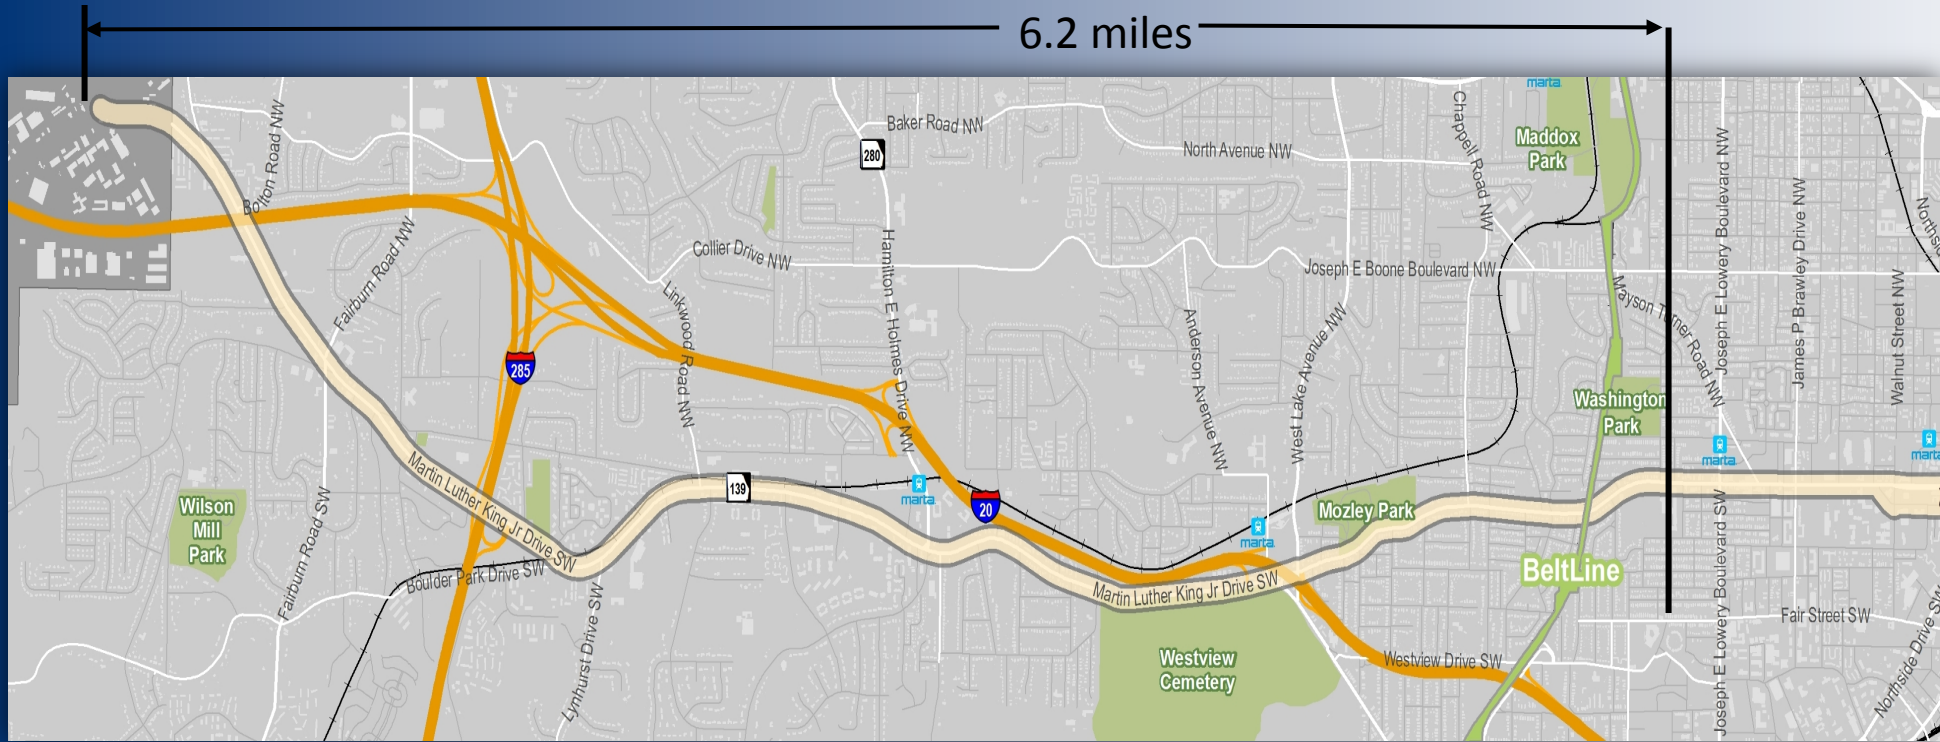 6.2 miles
marta
Chappell Road NW
Maddox
Park
Baker Road NW
North Avenue NW
280
Bolton Road NW
Joseph E Lowery Boulevard NW
James P Brawley Drive NW
Fairburn Road NW
Collier Drive NW
Hamilton E Holmes Drive NW
Joseph E Boone Boulevard NW
Linkwood Road NW
Anderson Avenue NW
West Lake Avenue NW
Mayson Turner Road NW
Walnut Street NW
285
Washington
Park
marta
marta
Martin Luther King Jr Drive SW
139
marta
20
marta
Mozley Park
Wilson
Mill
Park
Fairburn Road SW
Boulder Park Drive SW
Lynhurst Drive SW
Martin Luther King Jr Drive SW
BeltLine
Joseph E Lowery Boulevard SW
Fair Street SW
Northside Drive SW
Westview
Cemetery
Westview Drive SW